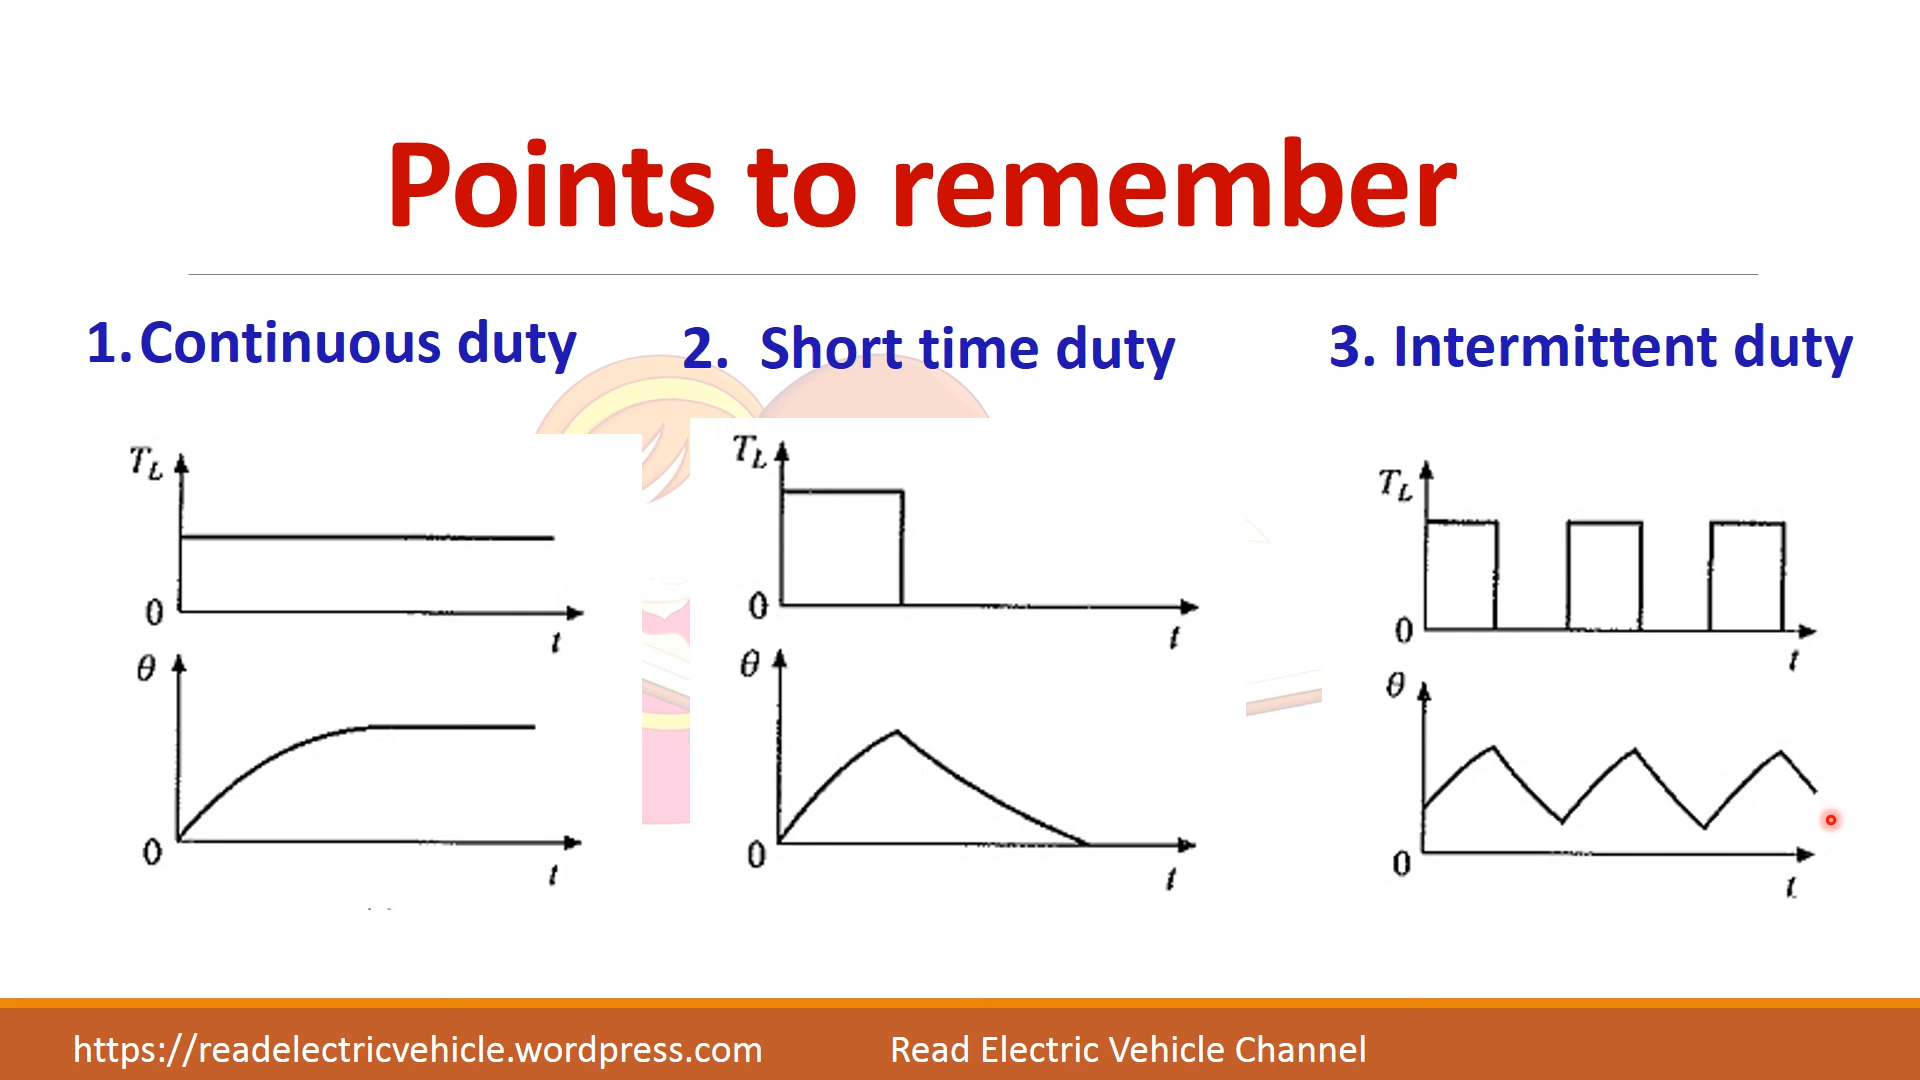 Points to remember
1. Continuous duty
2. Short time duty
3. Intermittent duty
T_L
0
t
θ
0
t
T_L
0
t
θ
0
t
T_L
0
t
θ
0
t
https://readelectricvehicle.wordpress.com
Read Electric Vehicle Channel